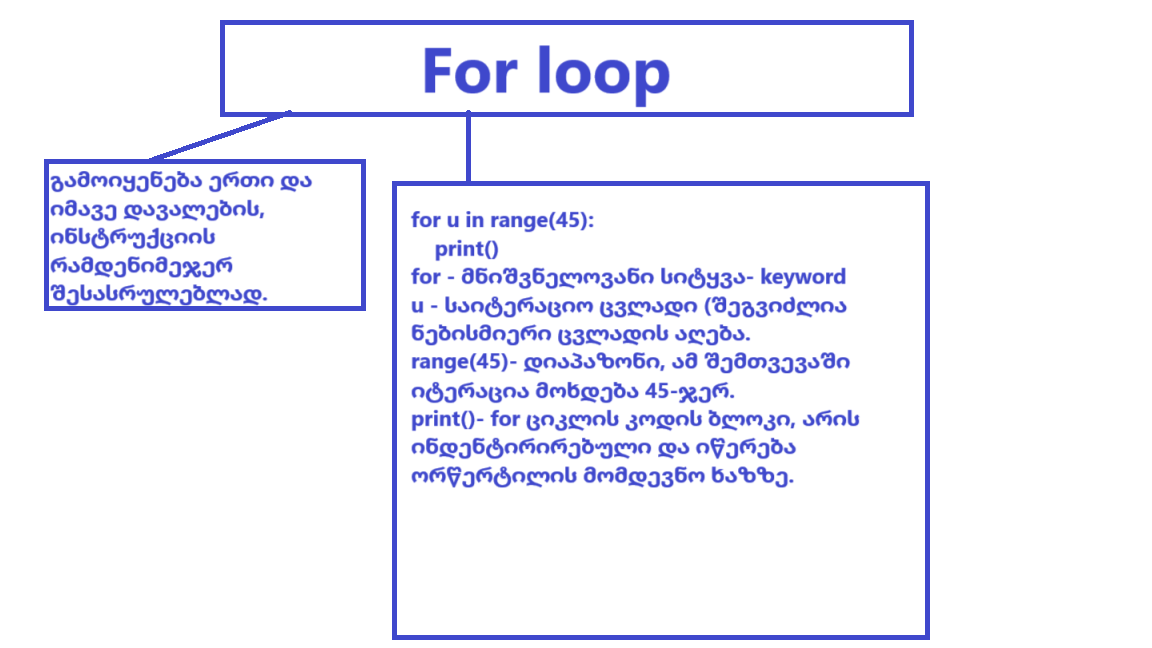 For loop
გამოიყენება ერთი და
იმავე დავალების,
ინსტრუქციის
რამდენიმეჯერ
შესასრულებლად.
for u in range(45):
print()
for - მნიშვნელოვანი სიტყვა- keyword
u - საიტერაციო ცვლადი (შეგვიძლია
ნებისმიერი ცვლადის აღება.
range(45)- დიაპაზონი, ამ შემთვევაში
იტერაცია მოხდება 45-ჯერ.
print()- for ციკლის კოდის ბლოკი, არის
ინდენტირირებული და იწერება
ორწერტილის მომდევნო ხაზზე.